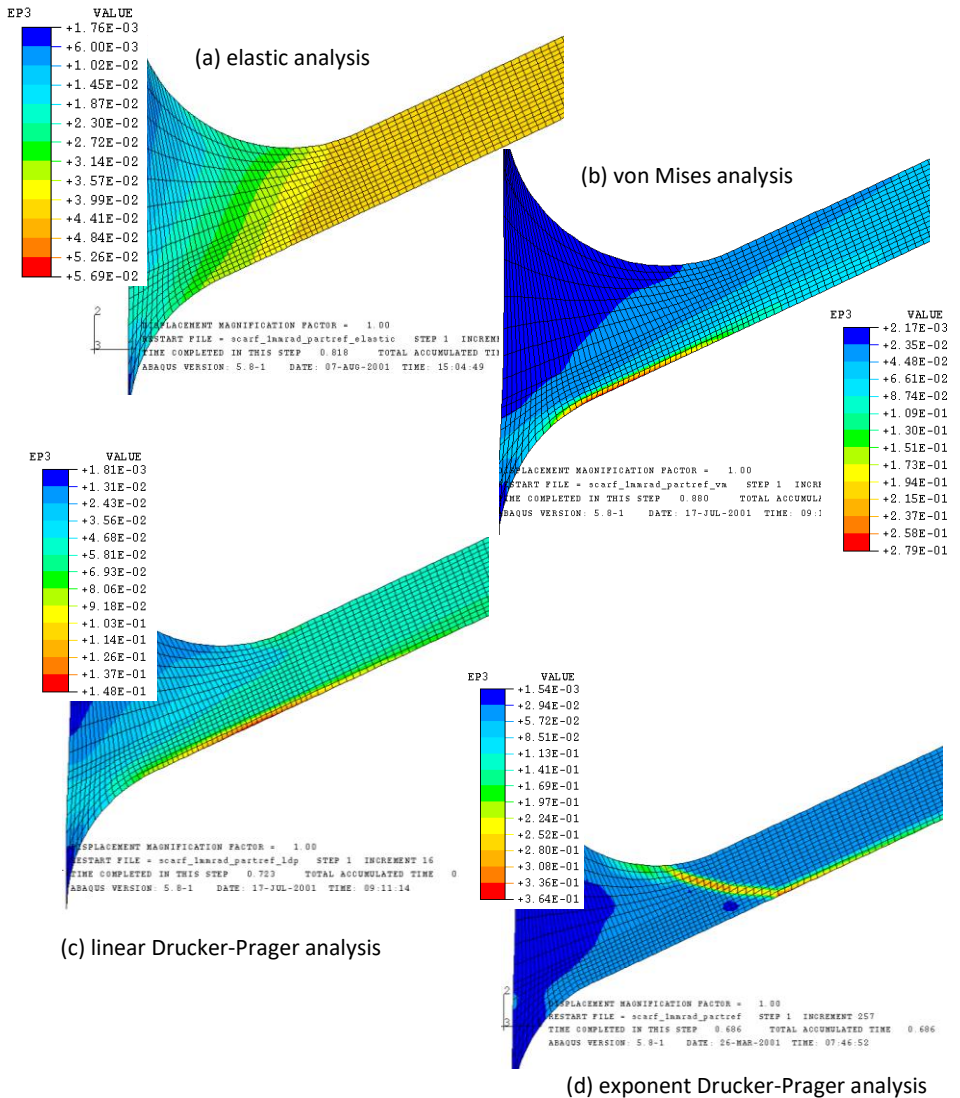 EP3 VALUE
+1.76E-03
+6.00E-03
+1.02E-02
+1.45E-02
+1.87E-02
+2.30E-02
+2.72E-02
+3.14E-02
+3.57E-02
+3.99E-02
+4.41E-02
+4.84E-02
+5.26E-02
+5.69E-02
(a) elastic analysis
2
3
DISPLACEMENT MAGNIFICATION FACTOR = 1.00
RESTART FILE = scarf_1mmrad_partref_elastic STEP 1 INCREM
TIME COMPLETED IN THIS STEP 0.818 TOTAL ACCUMULATED TI
ABAQUS VERSION: 5.8-1 DATE: 07-AUG-2001 TIME: 15:04:49
(b) von Mises analysis
EP3 VALUE
+2.17E-03
+2.35E-02
+4.48E-02
+6.61E-02
+8.74E-02
+1.09E-01
+1.30E-01
+1.51E-01
+1.73E-01
+1.94E-01
+2.15E-01
+2.37E-01
+2.58E-01
+2.79E-01
ISPLACEMENT MAGNIFICATION FACTOR = 1.00
ESTART FILE = scarf_1mmrad_partref_vm STEP 1 INCR
IME COMPLETED IN THIS STEP 0.880 TOTAL ACCUMUL
BAQUS VERSION: 5.8-1 DATE: 17-JUL-2001 TIME: 09:1
EP3 VALUE
+1.81E-03
+1.31E-02
+2.43E-02
+3.56E-02
+4.68E-02
+5.81E-02
+6.93E-02
+8.06E-02
+9.18E-02
+1.03E-01
+1.14E-01
+1.26E-01
+1.37E-01
+1.48E-01
DISPLACEMENT MAGNIFICATION FACTOR = 1.00
RESTART FILE = scarf_1mmrad_partref_ldp STEP 1 INCREMENT 16
TIME COMPLETED IN THIS STEP 0.723 TOTAL ACCUMULATED TIME 0
ABAQUS VERSION: 5.8-1 DATE: 17-JUL-2001 TIME: 09:11:14
(c) linear Drucker-Prager analysis
EP3 VALUE
+1.54E-03
+2.94E-02
+5.72E-02
+8.51E-02
+1.13E-01
+1.41E-01
+1.69E-01
+1.97E-01
+2.24E-01
+2.52E-01
+2.80E-01
+3.08E-01
+3.36E-01
+3.64E-01
2
3
DISPLACEMENT MAGNIFICATION FACTOR = 1.00
RESTART FILE = scarf_1mmrad_partref STEP 1 INCREMENT 257
TIME COMPLETED IN THIS STEP 0.686 TOTAL ACCUMULATED TIME 0.686
ABAQUS VERSION: 5.8-1 DATE: 26-MAR-2001 TIME: 07:46:52
(d) exponent Drucker-Prager analysis